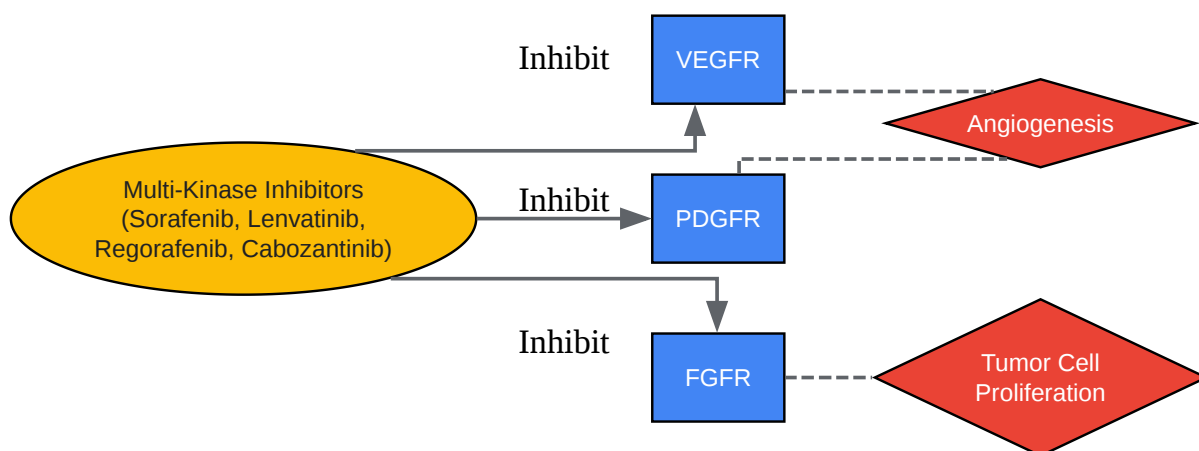 Inhibit
VEGFR
Angiogenesis
Multi-Kinase Inhibitors
(Sorafenib, Lenvatinib,
Regorafenib, Cabozantinib)
Inhibit
PDGFR
Inhibit
FGFR
Tumor Cell
Proliferation